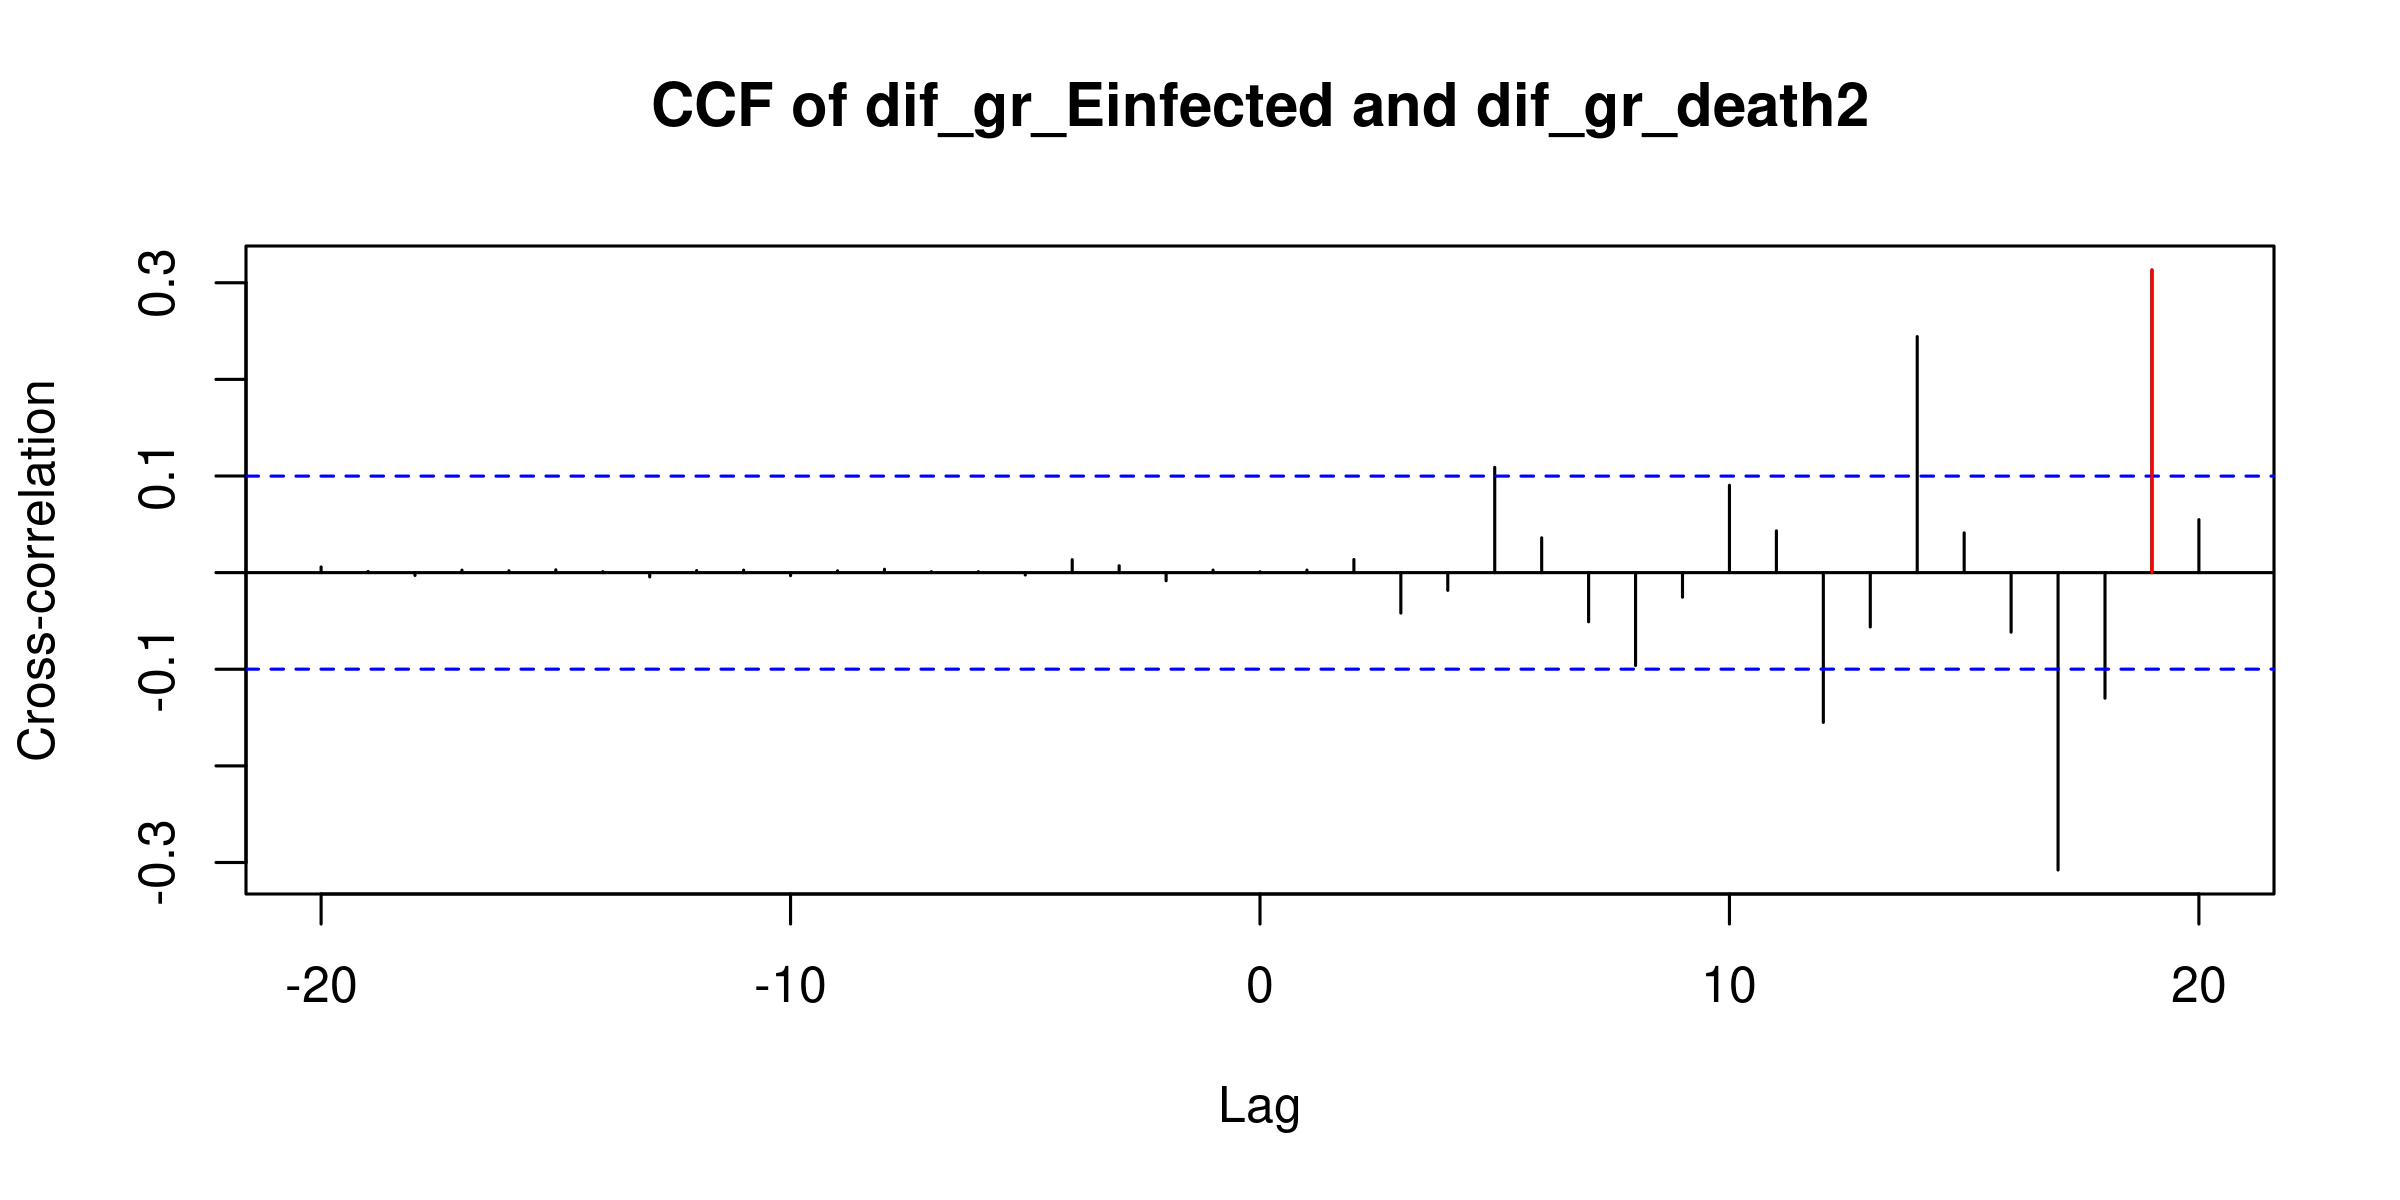 CCF of dif_gr_Einfected and dif_gr_death2
Cross-correlation
0.3
0.1
-0.1
-0.3
-20 -10 0 10 20
Lag